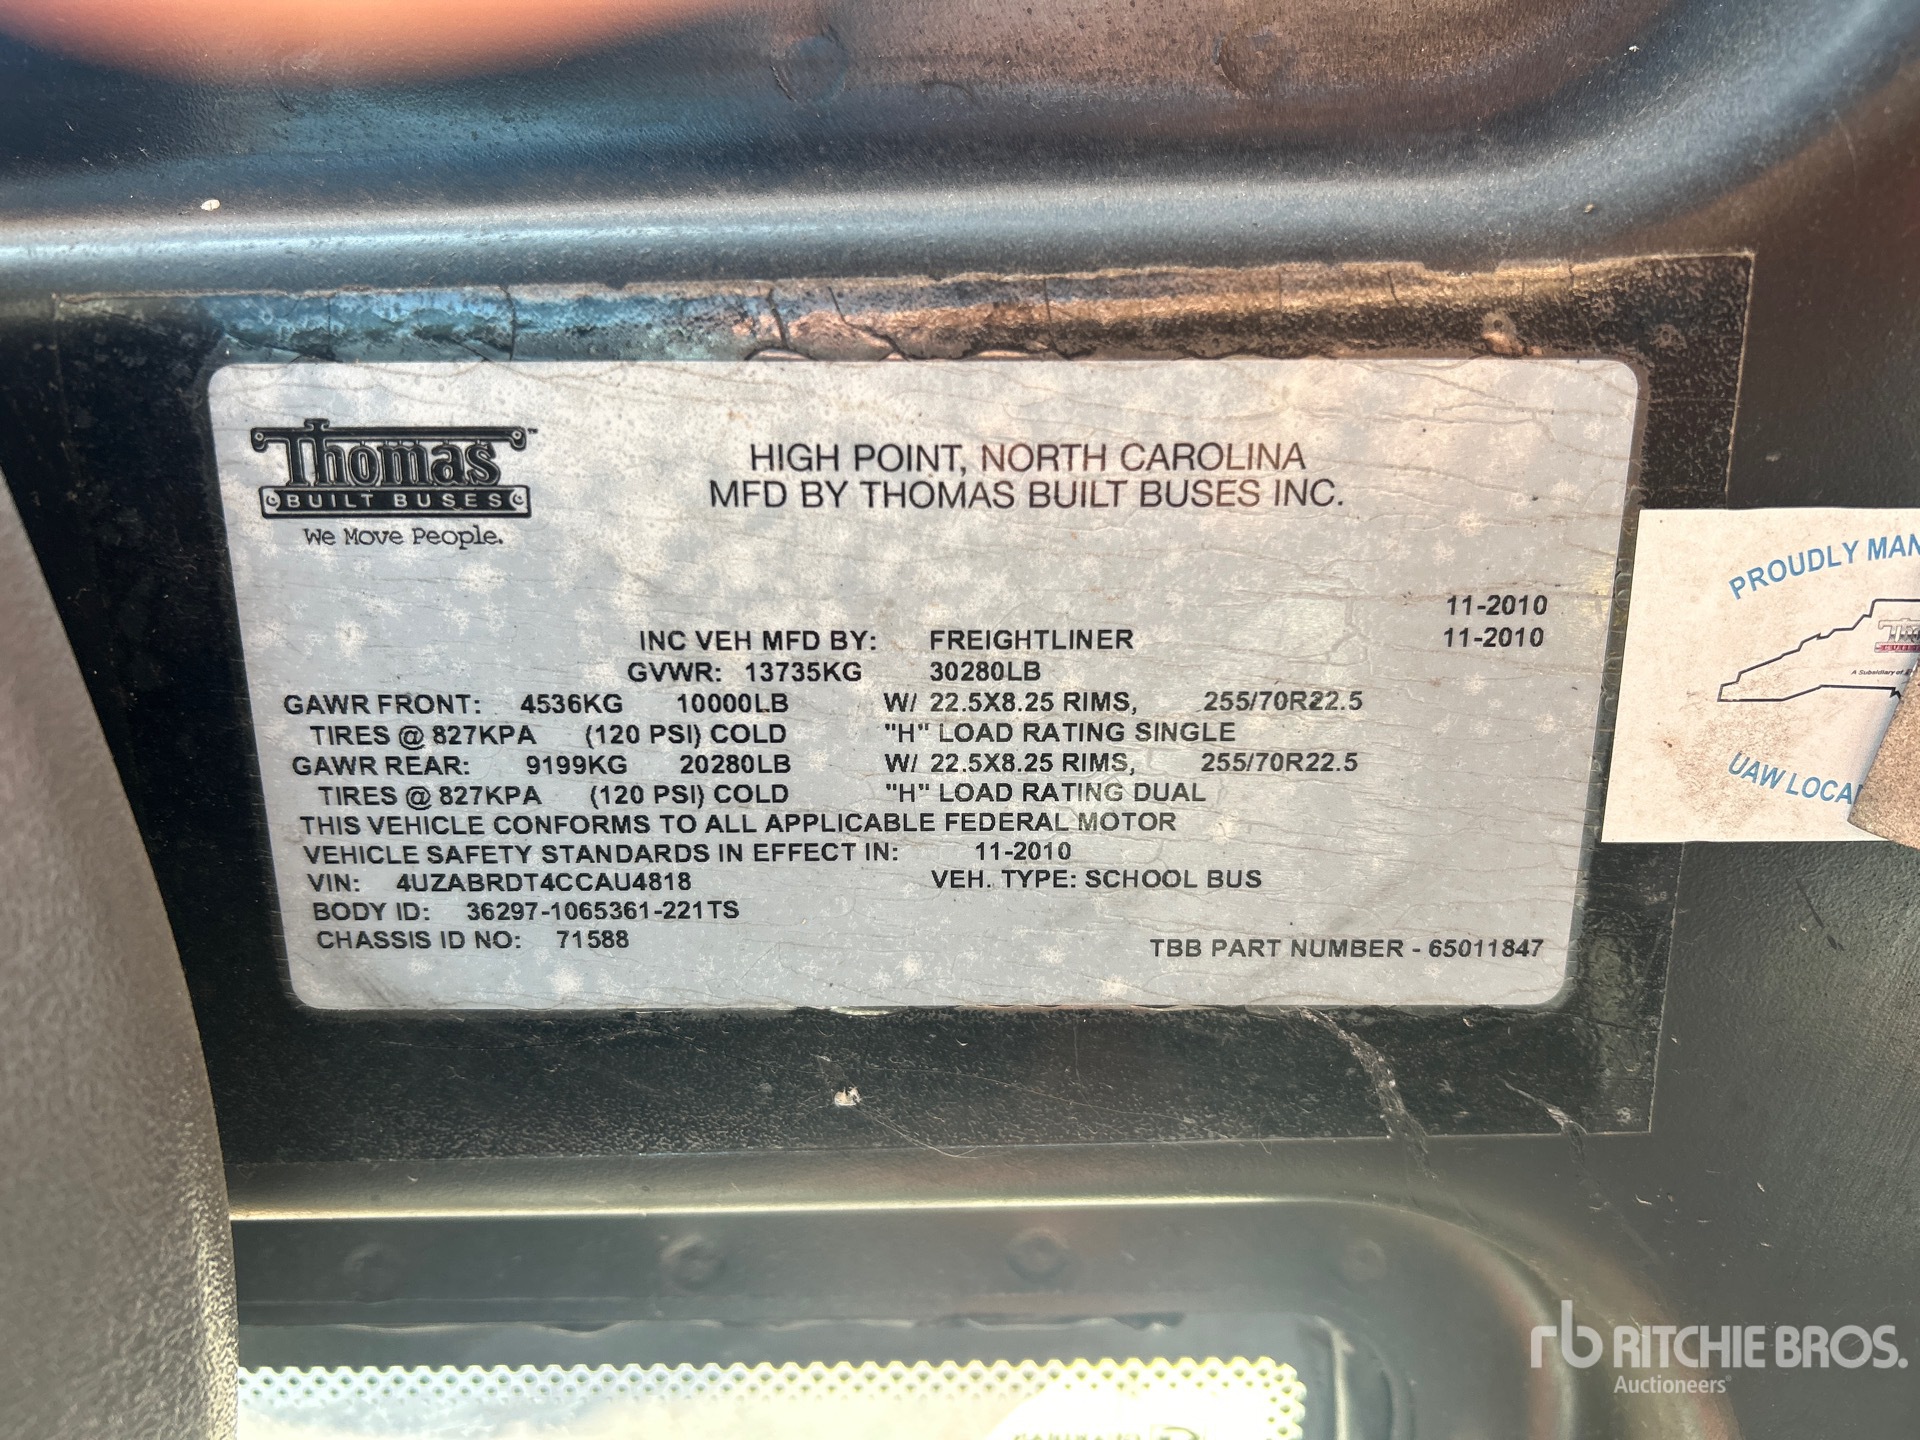 Thomas™
BUILT BUSES
We Move People.
HIGH POINT, NORTH CAROLINA
MFD BY THOMAS BUILT BUSES INC.
11-2010
INC VEH MFD BY: FREIGHTLINER 11-2010
GVWR: 13735KG 30280LB
GAWR FRONT: 4536KG 10000LB W/ 22.5X8.25 RIMS, 255/70R22.5
TIRES @ 827KPA (120 PSI) COLD "H" LOAD RATING SINGLE
GAWR REAR: 9199KG 20280LB W/ 22.5X8.25 RIMS, 255/70R22.5
TIRES @ 827KPA (120 PSI) COLD "H" LOAD RATING DUAL
THIS VEHICLE CONFORMS TO ALL APPLICABLE FEDERAL MOTOR
VEHICLE SAFETY STANDARDS IN EFFECT IN: 11-2010
VIN: 4UZABRDT4CCAU4818 VEH. TYPE: SCHOOL BUS
BODY ID: 36297-1065361-221TS
CHASSIS ID NO: 71588
TBB PART NUMBER - 65011847
PROUDLY MAN
A Subsidiary of
UAW LOCA
rb RITCHIE BROS.
Auctioneers